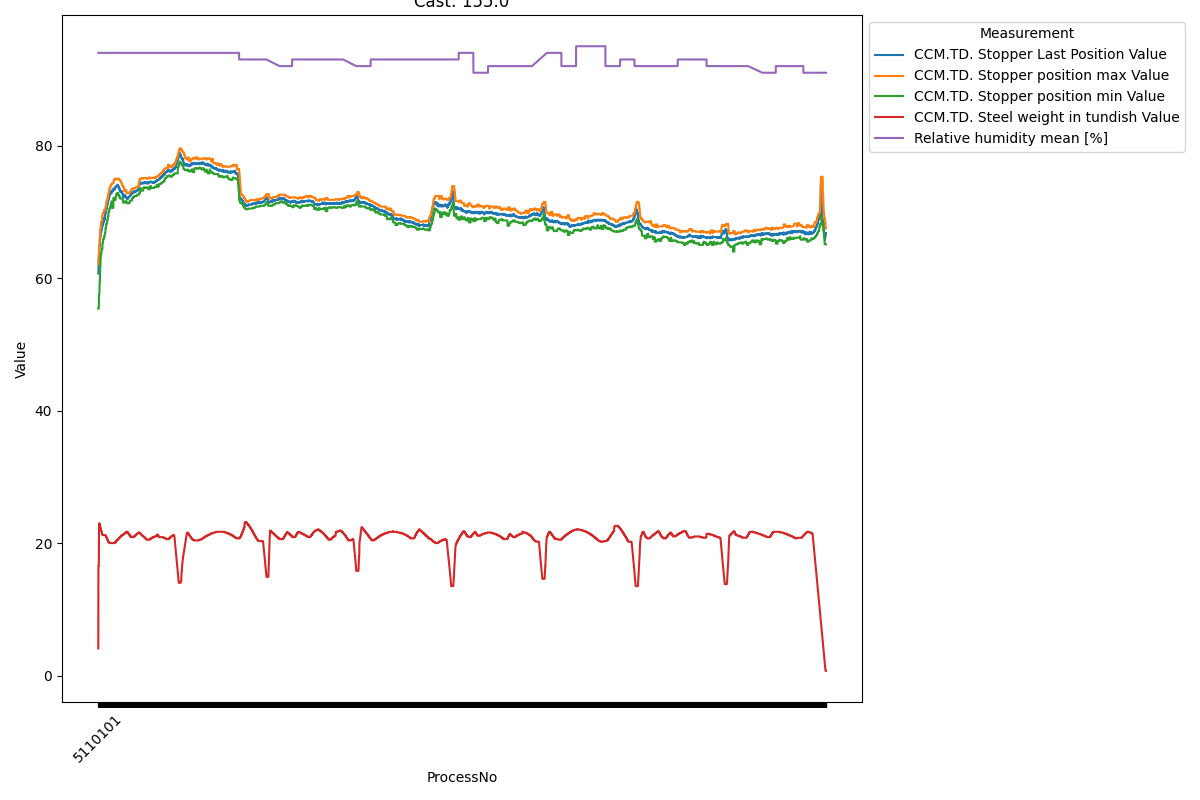 Cast: 155.0
Measurement
CCM.TD. Stopper Last Position Value
CCM.TD. Stopper position max Value
CCM.TD. Stopper position min Value
CCM.TD. Steel weight in tundish Value
Relative humidity mean [%]
80
60
40
20
0
Value
5110101
ProcessNo